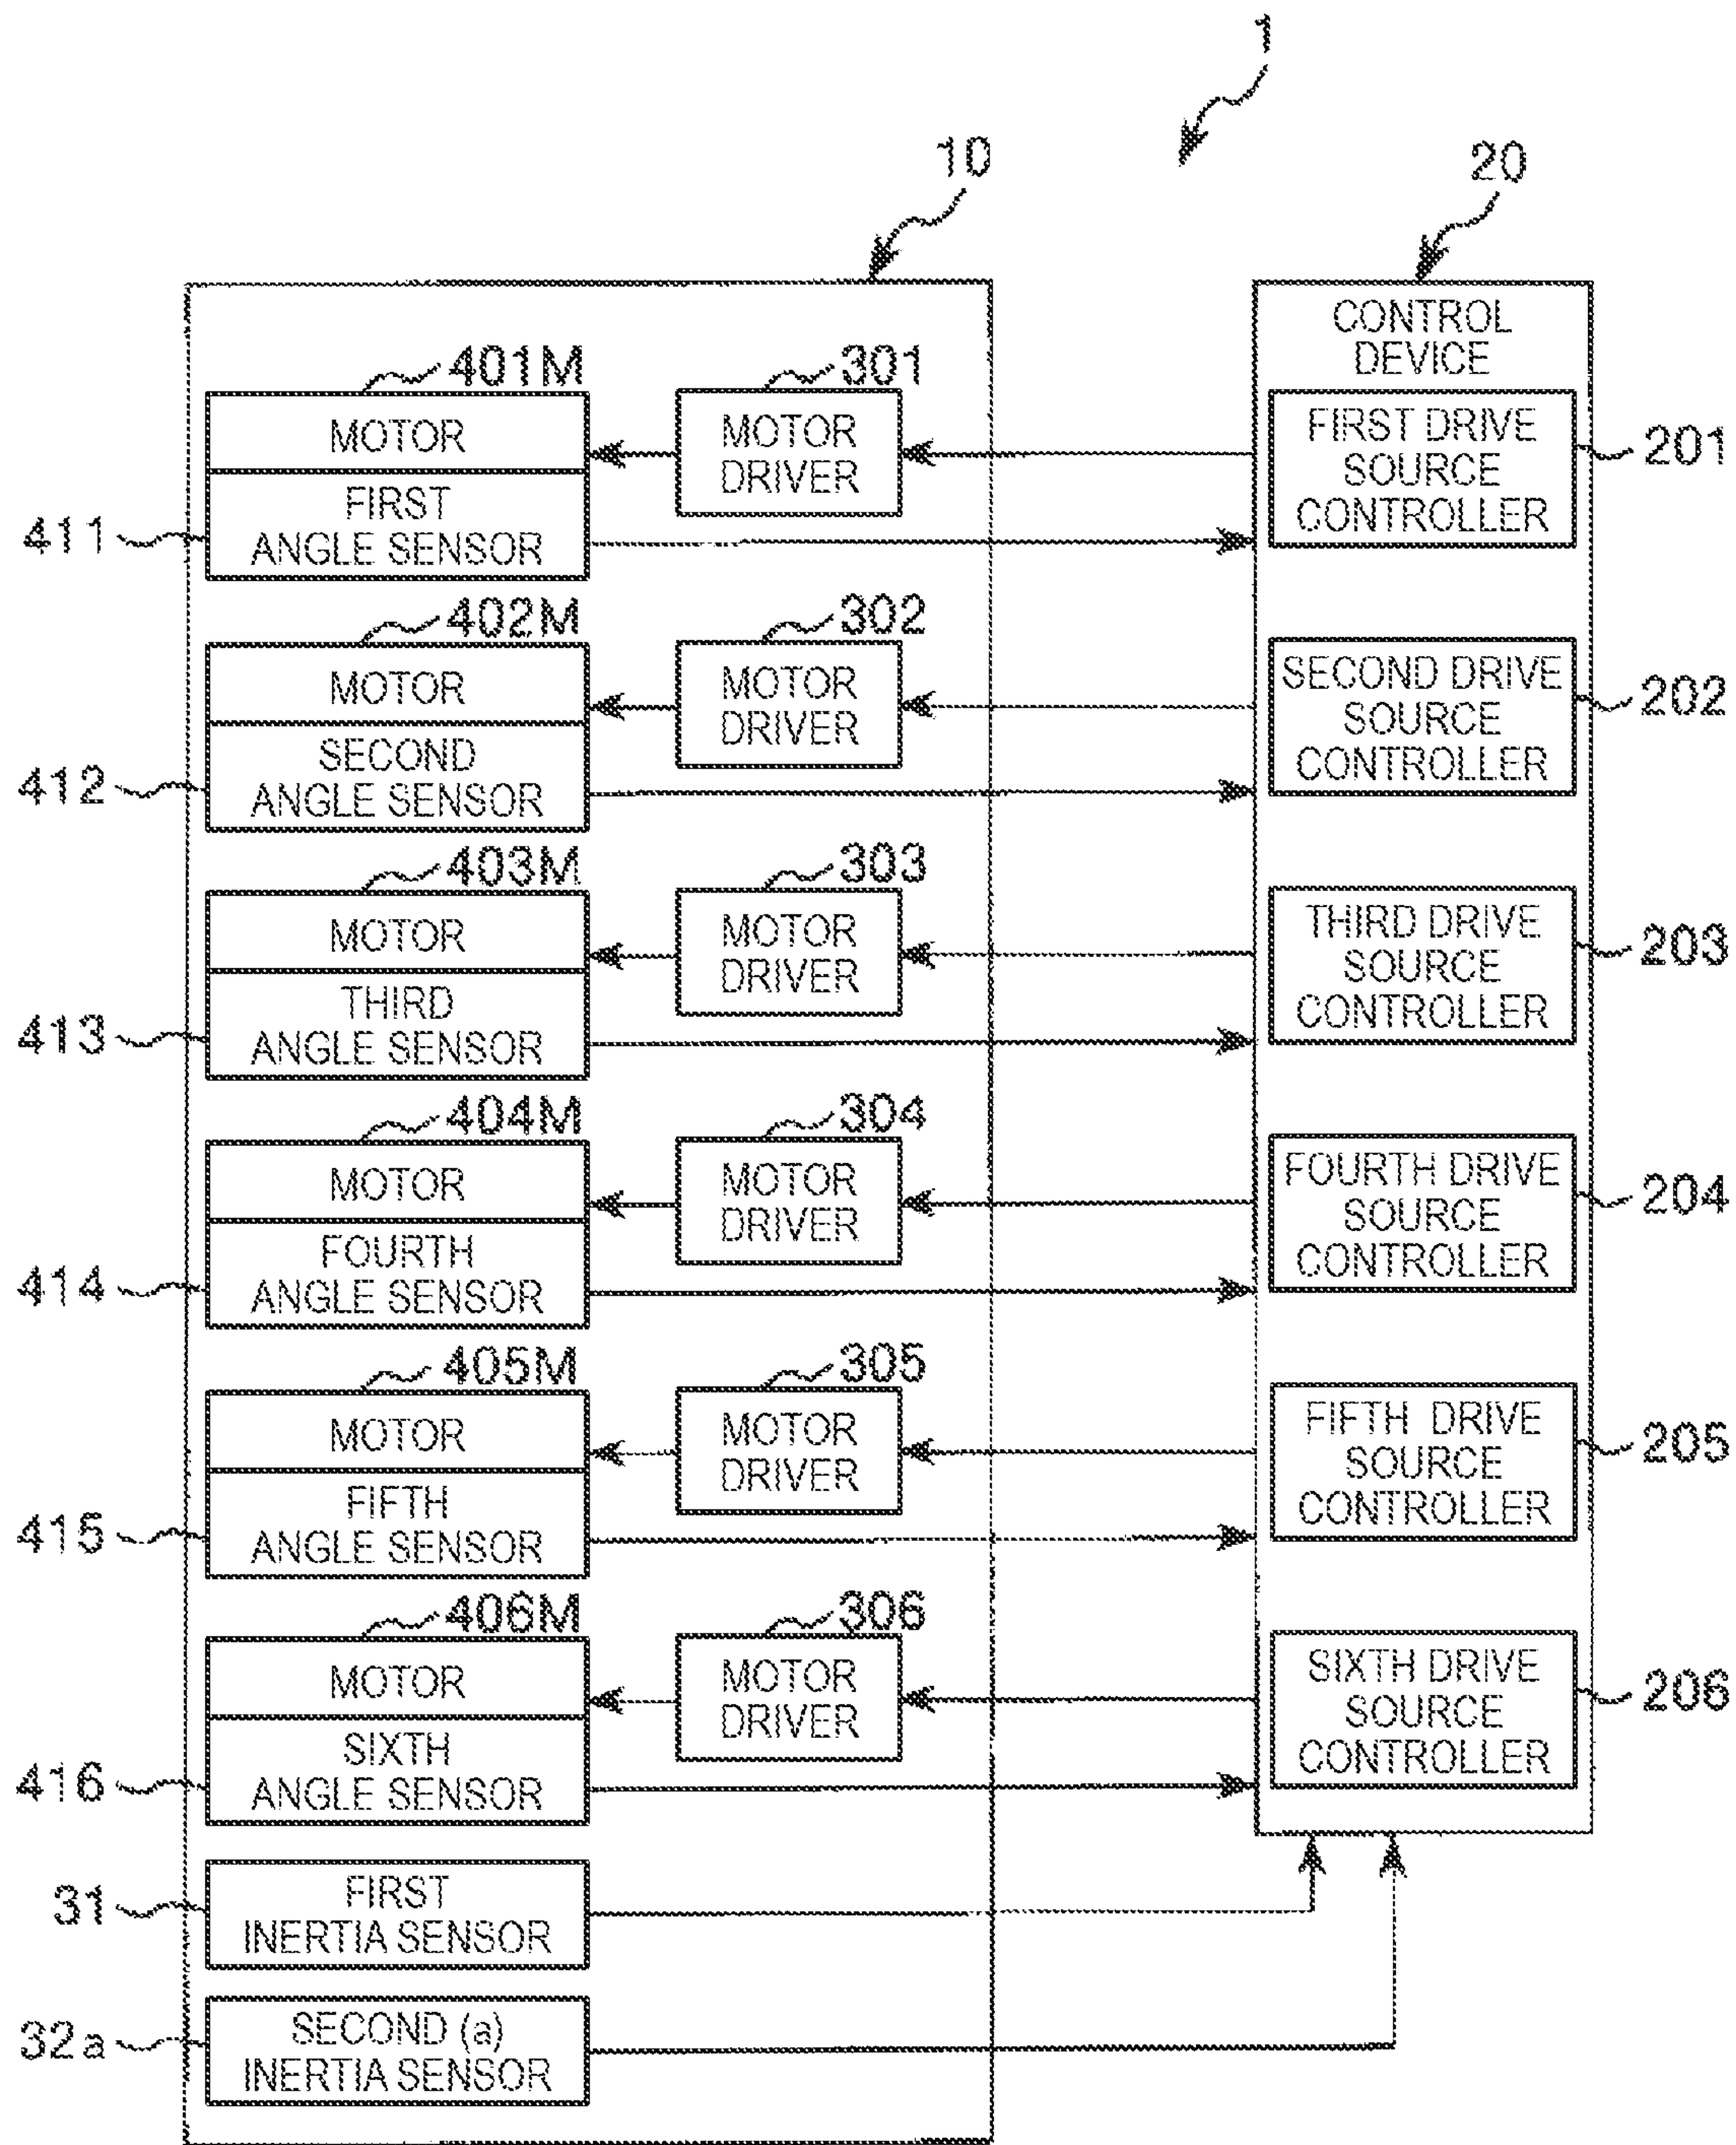 1
10
20
CONTROL
DEVICE
401M
301
MOTOR
MOTOR
DRIVER
FIRST DRIVE
SOURCE
CONTROLLER
201
411
FIRST
ANGLE SENSOR
402M
302
MOTOR
MOTOR
DRIVER
SECOND DRIVE
SOURCE
CONTROLLER
202
412
SECOND
ANGLE SENSOR
403M
303
MOTOR
MOTOR
DRIVER
THIRD DRIVE
SOURCE
CONTROLLER
203
413
THIRD
ANGLE SENSOR
404M
304
MOTOR
MOTOR
DRIVER
FOURTH DRIVE
SOURCE
CONTROLLER
204
414
FOURTH
ANGLE SENSOR
405M
305
MOTOR
MOTOR
DRIVER
FIFTH DRIVE
SOURCE
CONTROLLER
205
415
FIFTH
ANGLE SENSOR
406M
306
MOTOR
MOTOR
DRIVER
SIXTH DRIVE
SOURCE
CONTROLLER
206
416
SIXTH
ANGLE SENSOR
31
FIRST
INERTIA SENSOR
32a
SECOND (a)
INERTIA SENSOR